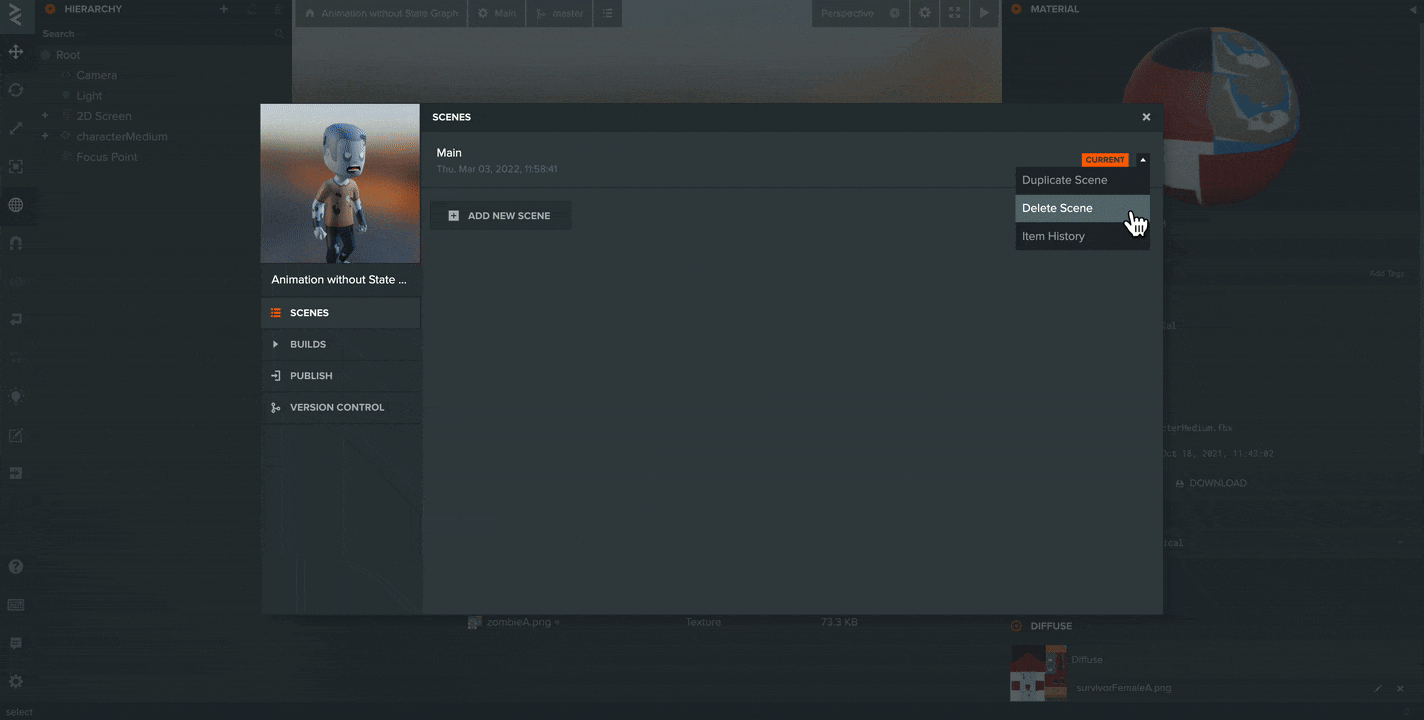 HIERARCHY
Search
Root
Camera
Light
2D Screen
characterMedium
Focus Point
Animation without State Graph
Main
master
Perspective
MATERIAL
SCENES
Main
Thu, Mar 03, 2022, 11:58:41
CURRENT
Duplicate Scene
Delete Scene
Item History
ADD NEW SCENE
Animation without State ...
SCENES
BUILDS
PUBLISH
VERSION CONTROL
Add Tags
cterMedium.fbx
Oct 18, 2021, 11:43:02
DOWNLOAD
zombieA.png
Texture
73.3 KB
DIFFUSE
Diffuse
survivorFemaleA.png
select